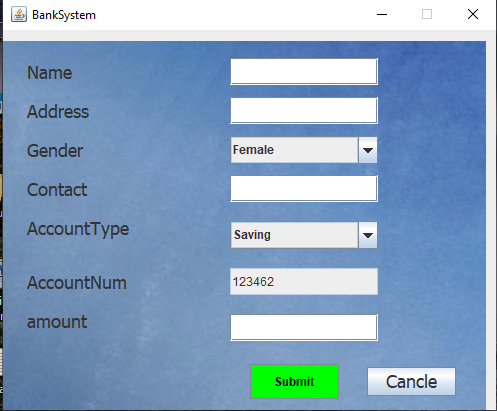 BankSystem
Name
Address
Gender Female
Contact
AccountType Saving
AccountNum 123462
amount
Submit Cancle